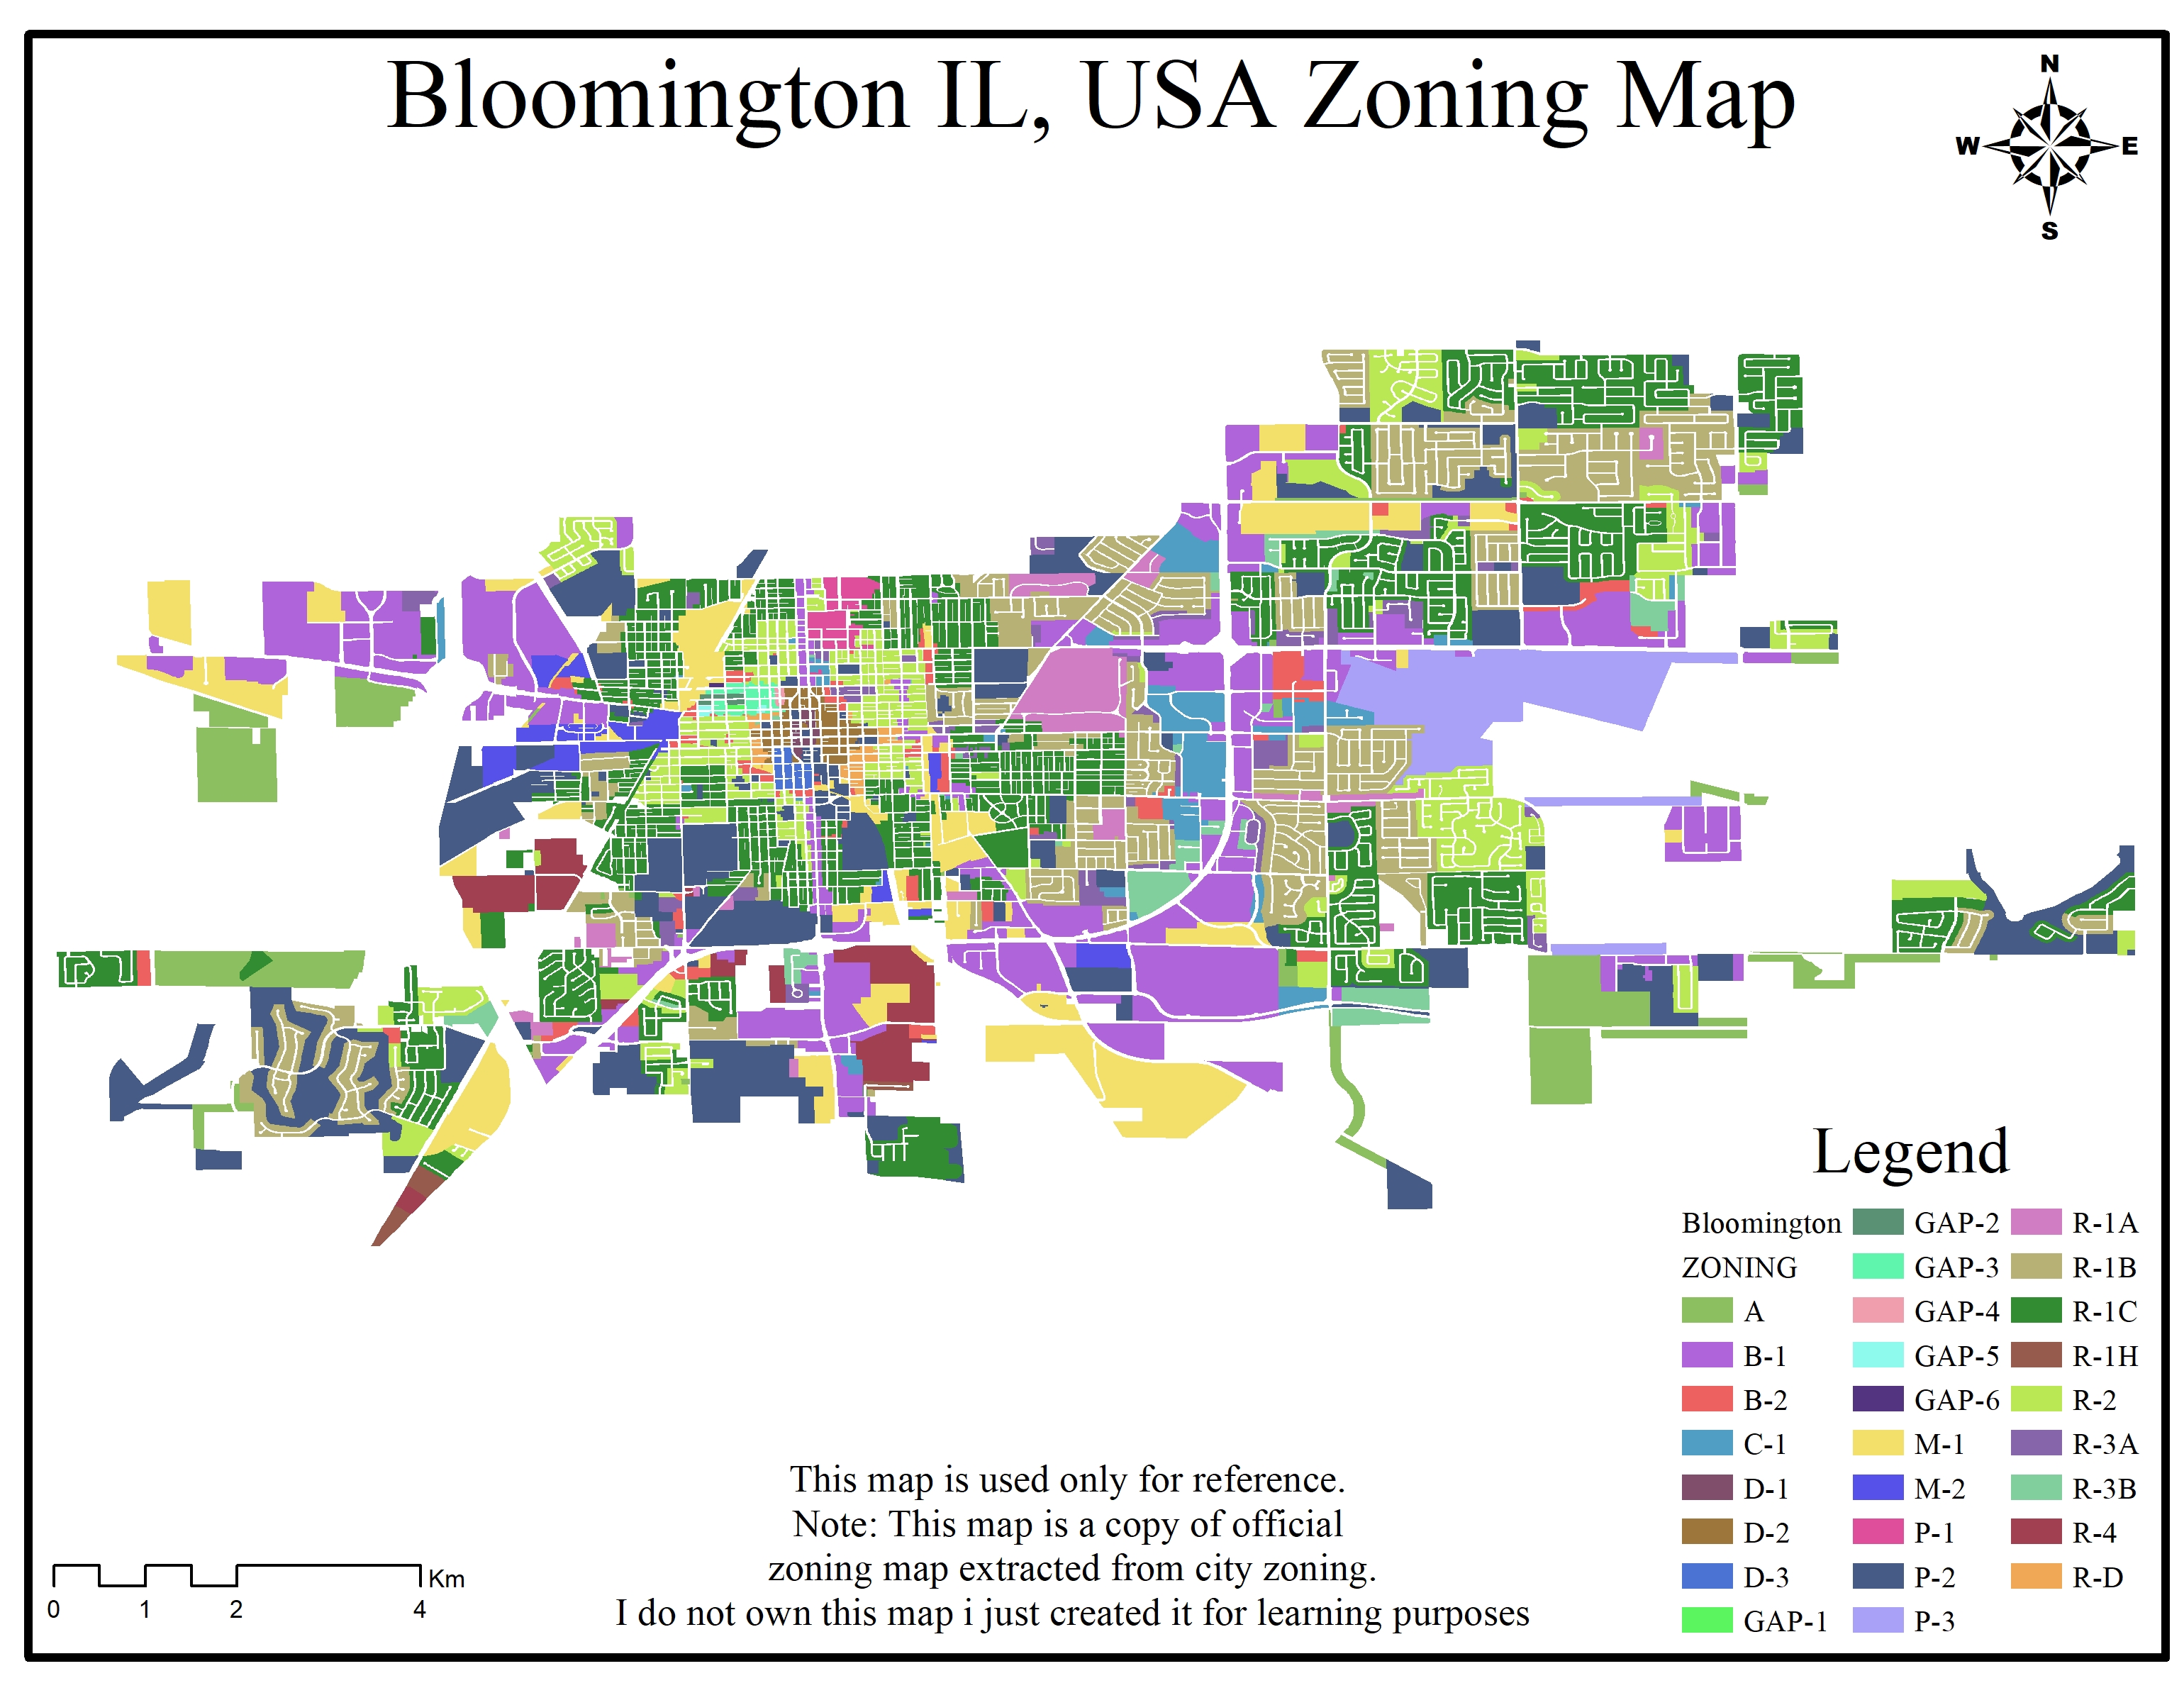 Bloomington IL, USA Zoning Map
N
W E
S
Legend
Bloomington
ZONING
A
B-1
B-2
C-1
D-1
D-2
D-3
GAP-1
GAP-2
GAP-3
GAP-4
GAP-5
GAP-6
M-1
M-2
P-1
P-2
P-3
R-1A
R-1B
R-1C
R-1H
R-2
R-3A
R-3B
R-4
R-D
This map is used only for reference.
Note: This map is a copy of official
zoning map extracted from city zoning.
I do not own this map i just created it for learning purposes
Km
0 1 2 4